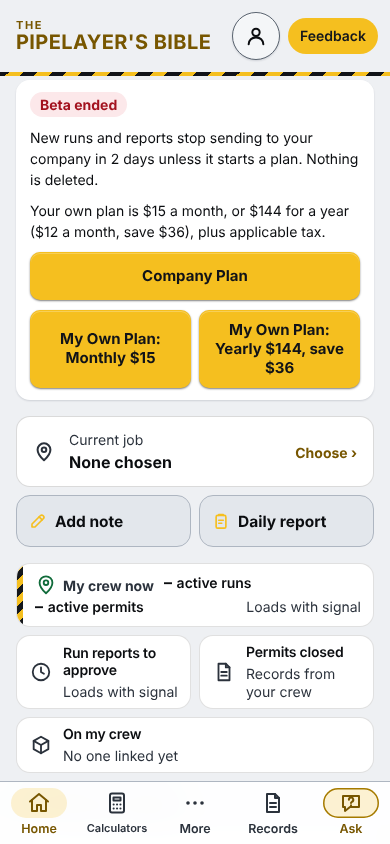 THE
PIPELAYER'S BIBLE
Feedback
Beta ended
New runs and reports stop sending to your
company in 2 days unless it starts a plan. Nothing
is deleted.
Your own plan is $15 a month, or $144 for a year
($12 a month, save $36), plus applicable tax.
Company Plan
My Own Plan:
Monthly $15
My Own Plan:
Yearly $144, save
$36
Current job
None chosen
Choose ›
Add note
Daily report
My crew now – active runs
– active permits Loads with signal
Run reports to
approve
Loads with signal
Permits closed
Records from
your crew
On my crew
No one linked yet
Home
Calculators
More
Records
Ask